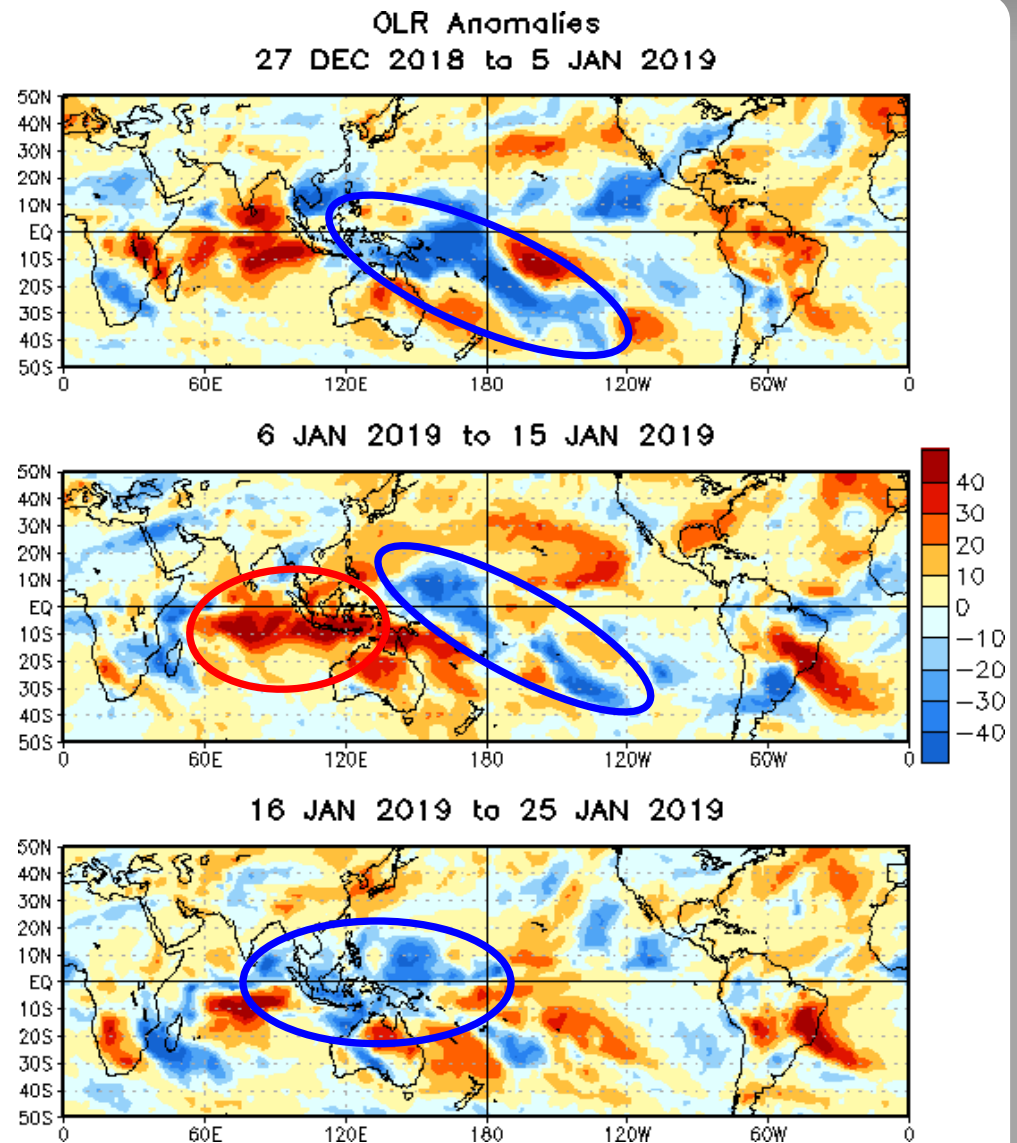 OLR Anomalies
27 DEC 2018 to 5 JAN 2019
50N
40N
30N
20N
10N
EQ
10S
20S
30S
40S
50S
0 60E 120E 180 120W 60W 0
6 JAN 2019 to 15 JAN 2019
50N
40N
30N
20N
10N
EQ
10S
20S
30S
40S
50S
0 60E 120E 180 120W 60W 0
40
30
20
10
0
-10
-20
-30
-40
16 JAN 2019 to 25 JAN 2019
50N
40N
30N
20N
10N
EQ
10S
20S
30S
40S
50S
0 60E 120E 180 120W 60W 0